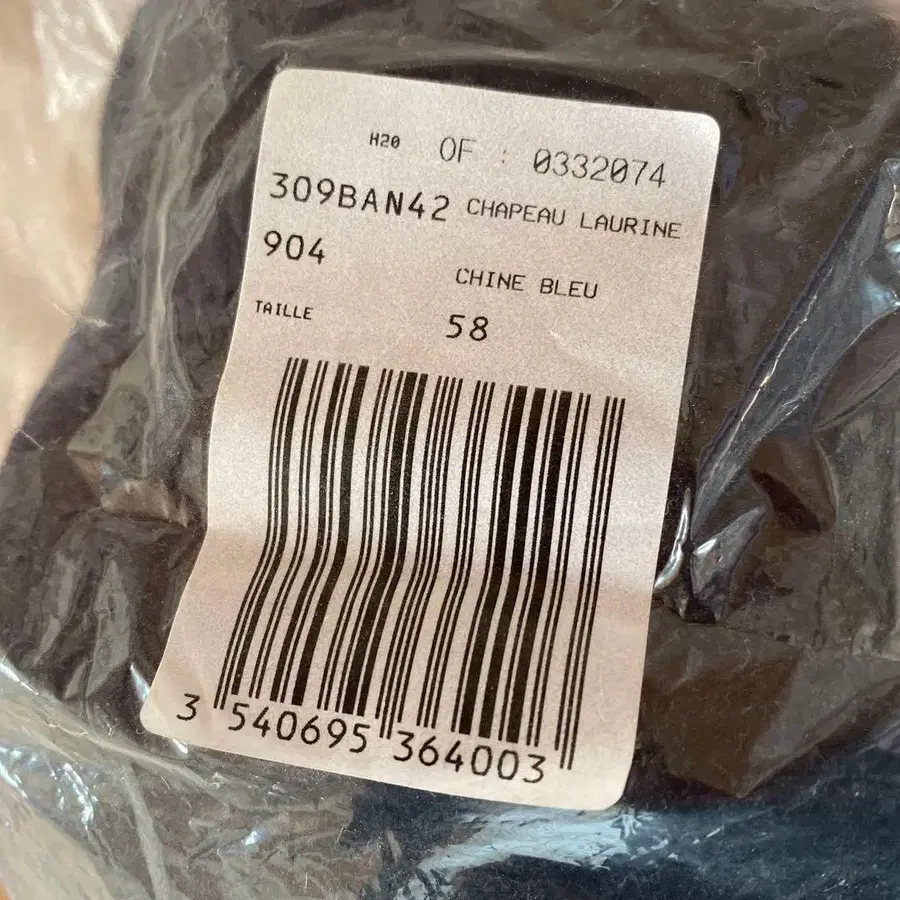 H20 OF : 0332074
309BAN42 CHAPEAU LAURINE
904
CHINE BLEU
TAILLE 58
3 540695 364003